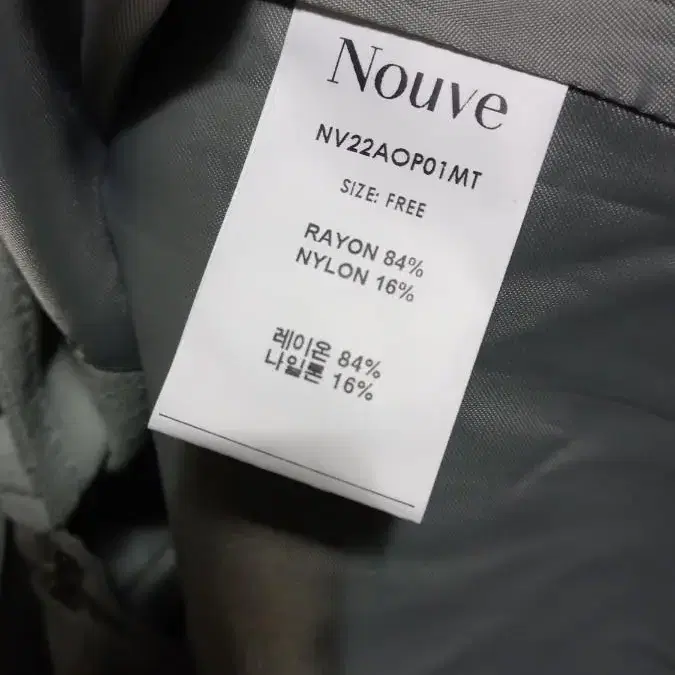 Nouve
NV22AOP01MT
SIZE: FREE
RAYON 84%
NYLON 16%
레이온 84%
나일론 16%